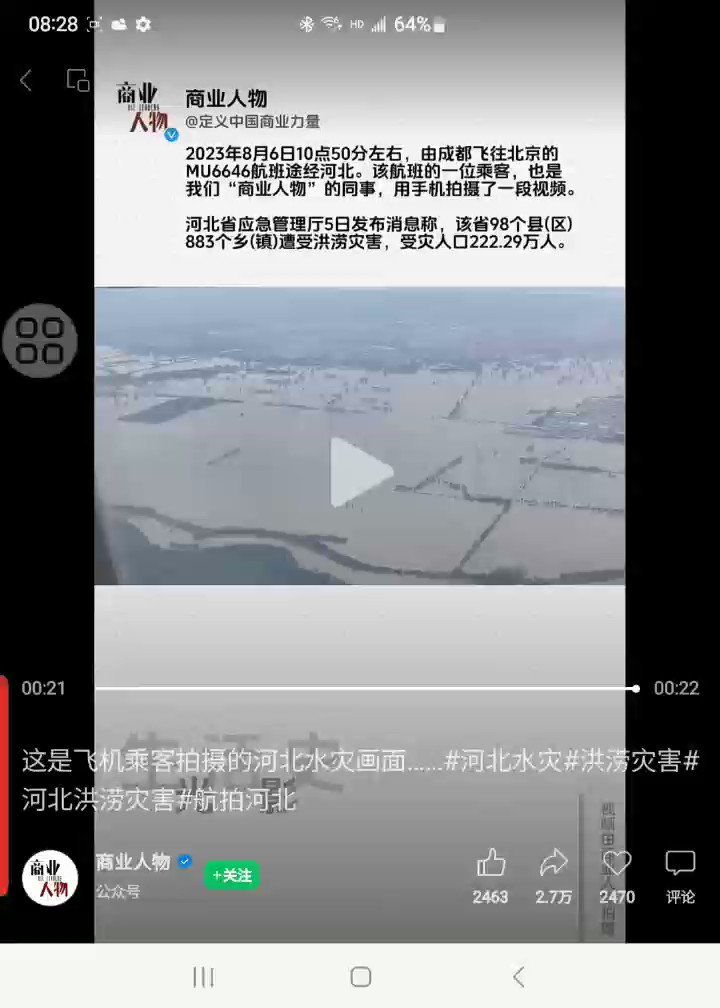 08:28
HD
64%
商业
人物
商业人物
@定义中国商业力量
2023年8月6日10点50分左右，由成都飞往北京的
MU6646航班途经河北。该航班的一位乘客，也是
我们“商业人物”的同事，用手机拍摄了一段视频。
河北省应急管理厅5日发布消息称，该省98个县(区)
883个乡(镇)遭受洪涝灾害，受灾人口222.29万人。
00:21
00:22
这是飞机乘客拍摄的河北水灾画面......#河北水灾#洪涝灾害#
河北洪涝灾害#航拍河北
商业
人物
商业人物
+关注
公众号
2463
2.7万
2470
评论